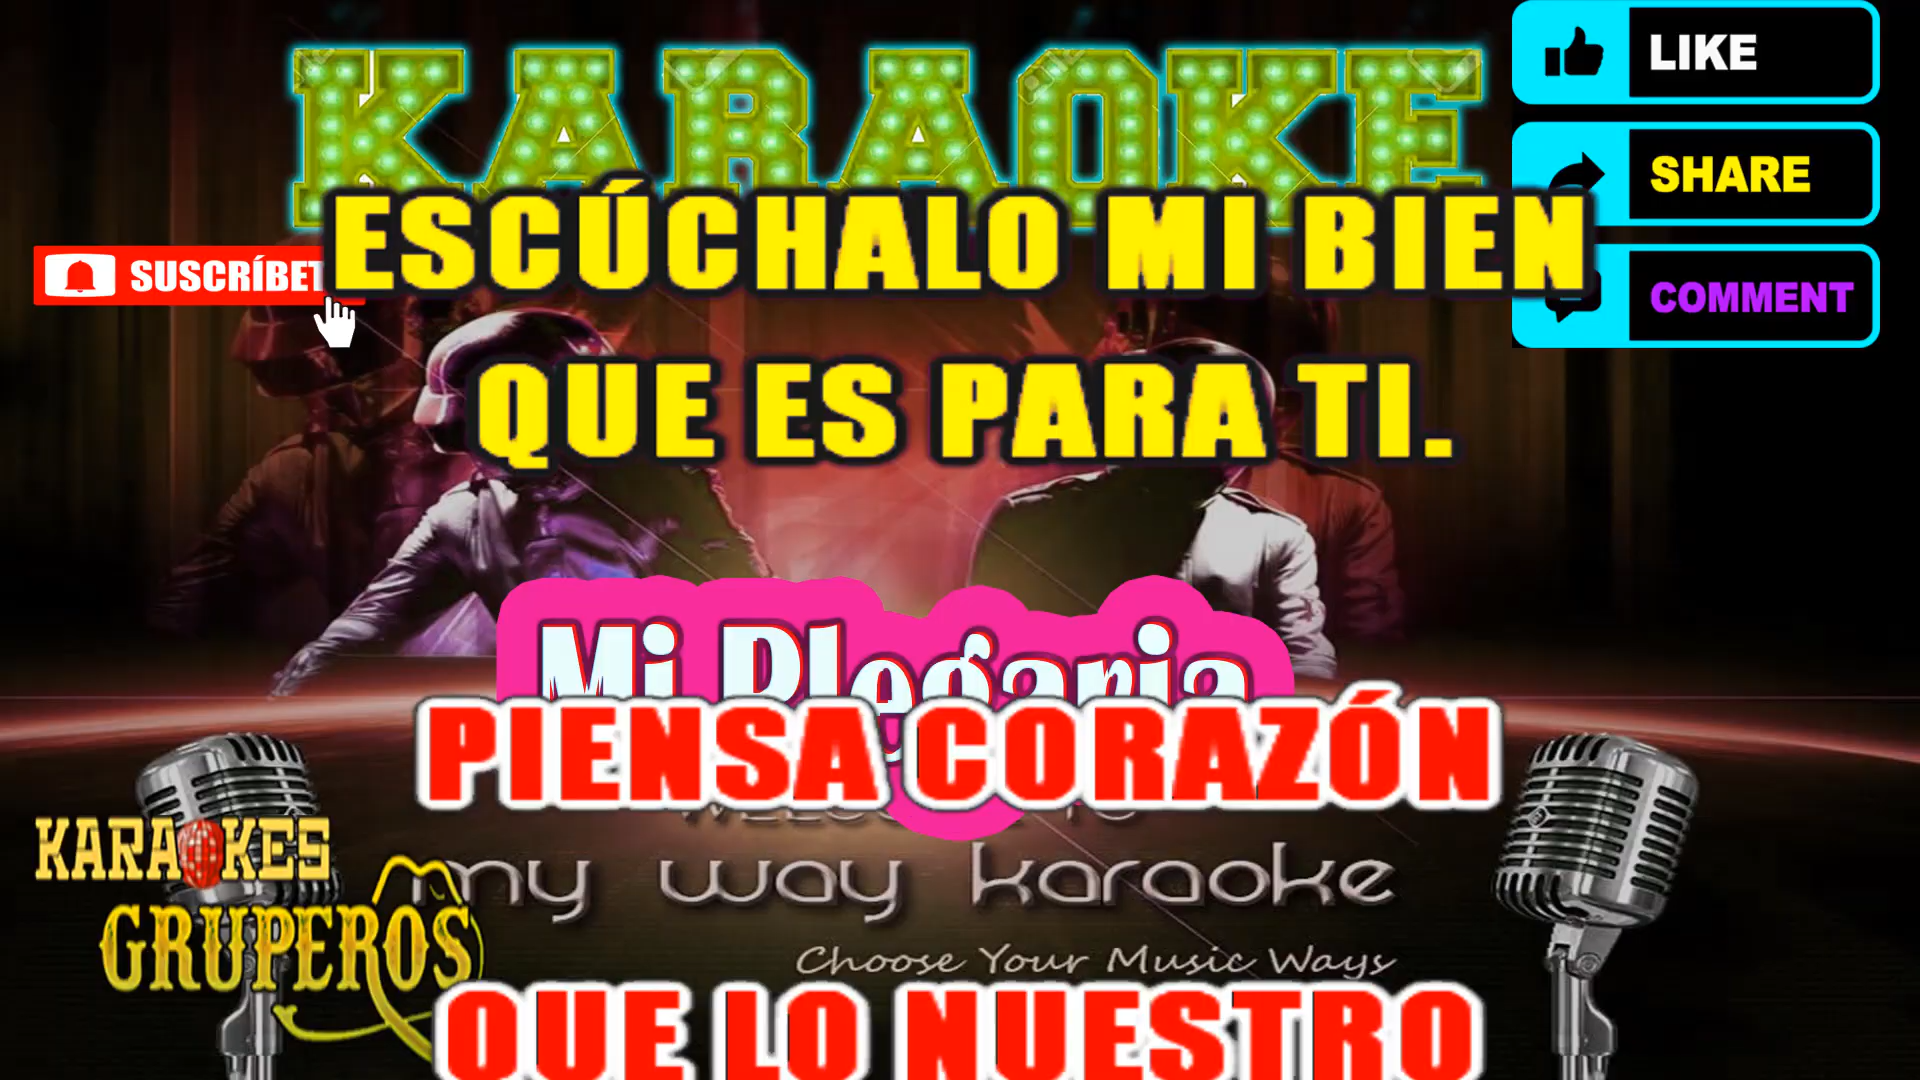 KARAOKE
LIKE
SHARE
COMMENT
SUSCRÍBET
ESCÚCHALO MI BIEN
QUE ES PARA TI.
Mi Plegaria
PIENSA CORAZÓN
my way karaoke
Choose Your Music Ways
KARAOKES
GRUPEROS
QUE LO NUESTRO